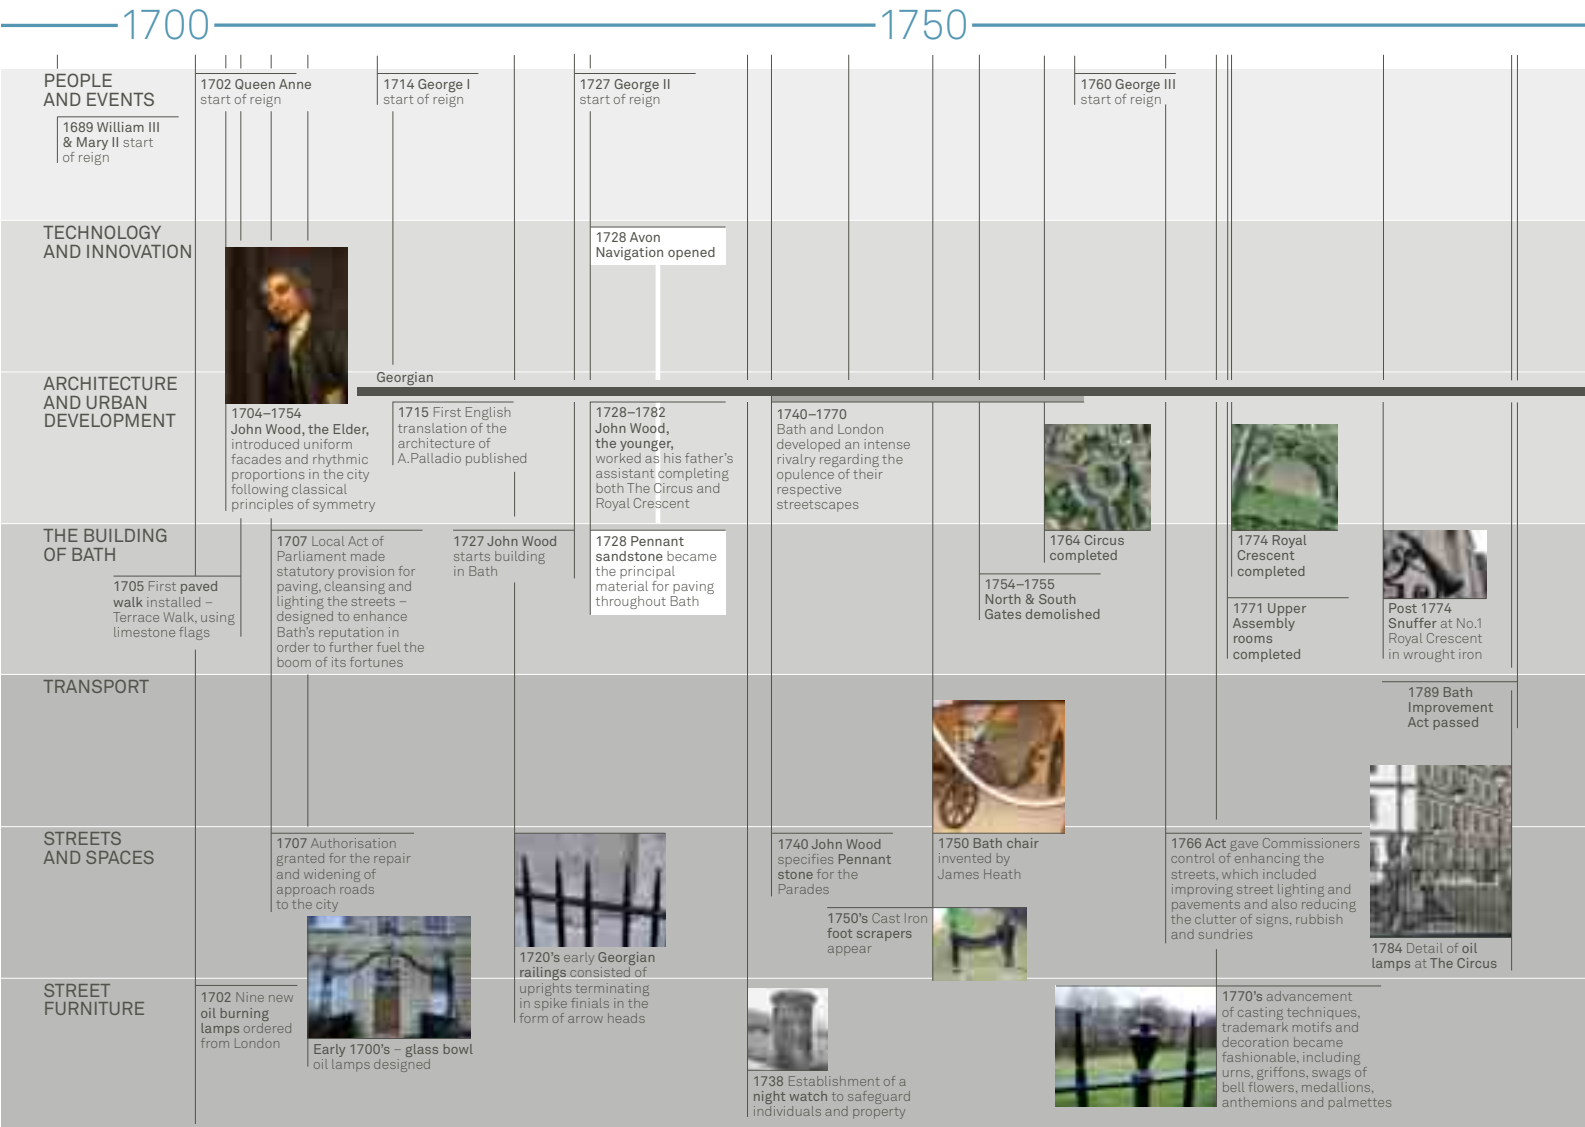 1700
1750
PEOPLE
AND EVENTS
1689 William III
& Mary II start
of reign
1702 Queen Anne
start of reign
1714 George I
start of reign
1727 George II
start of reign
1760 George III
start of reign
TECHNOLOGY
AND INNOVATION
1728 Avon
Navigation opened
ARCHITECTURE
AND URBAN
DEVELOPMENT
Georgian
1704–1754
John Wood, the Elder,
introduced uniform
facades and rhythmic
proportions in the city
following classical
principles of symmetry
1715 First English
translation of the
architecture of
A.Palladio published
1728–1782
John Wood,
the younger,
worked as his father's
assistant completing
both The Circus and
Royal Crescent
1740–1770
Bath and London
developed an intense
rivalry regarding the
opulence of their
respective
streetscapes
THE BUILDING
OF BATH
1705 First paved
walk installed –
Terrace Walk, using
limestone flags
1707 Local Act of
Parliament made
statutory provision for
paving, cleansing and
lighting the streets –
designed to enhance
Bath's reputation in
order to further fuel the
boom of its fortunes
1727 John Wood
starts building
in Bath
1728 Pennant
sandstone became
the principal
material for paving
throughout Bath
1754–1755
North & South
Gates demolished
1764 Circus
completed
1774 Royal
Crescent
completed
1771 Upper
Assembly
rooms
completed
Post 1774
Snuffer at No.1
Royal Crescent
in wrought iron
TRANSPORT
1789 Bath
Improvement
Act passed
STREETS
AND SPACES
1707 Authorisation
granted for the repair
and widening of
approach roads
to the city
1720's early Georgian
railings consisted of
uprights terminating
in spike finials in the
form of arrow heads
1740 John Wood
specifies Pennant
stone for the
Parades
1750 Bath chair
invented by
James Heath
1750's Cast Iron
foot scrapers
appear
1766 Act gave Commissioners
control of enhancing the
streets, which included
improving street lighting and
pavements and also reducing
the clutter of signs, rubbish
and sundries
1784 Detail of oil
lamps at The Circus
STREET
FURNITURE
1702 Nine new
oil burning
lamps ordered
from London
Early 1700's – glass bowl
oil lamps designed
1738 Establishment of a
night watch to safeguard
individuals and property
1770's advancement
of casting techniques,
trademark motifs and
decoration became
fashionable, including
urns, griffons, swags of
bell flowers, medallions,
anthemions and palmettes